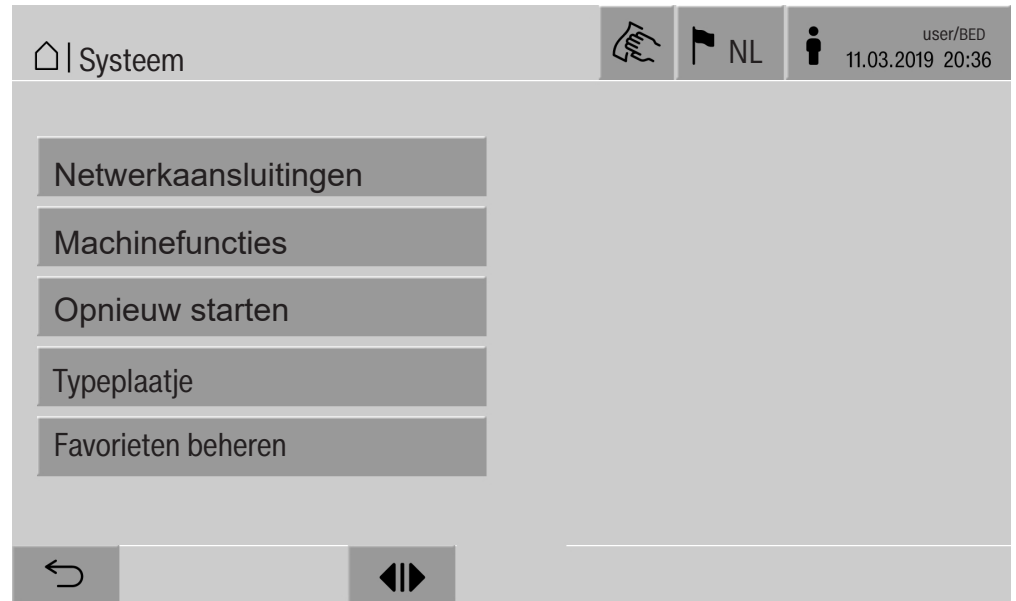 | Systeem
NL
user/BED
11.03.2019 20:36
Netwerkaansluitingen
Machinefuncties
Opnieuw starten
Typeplaatje
Favorieten beheren